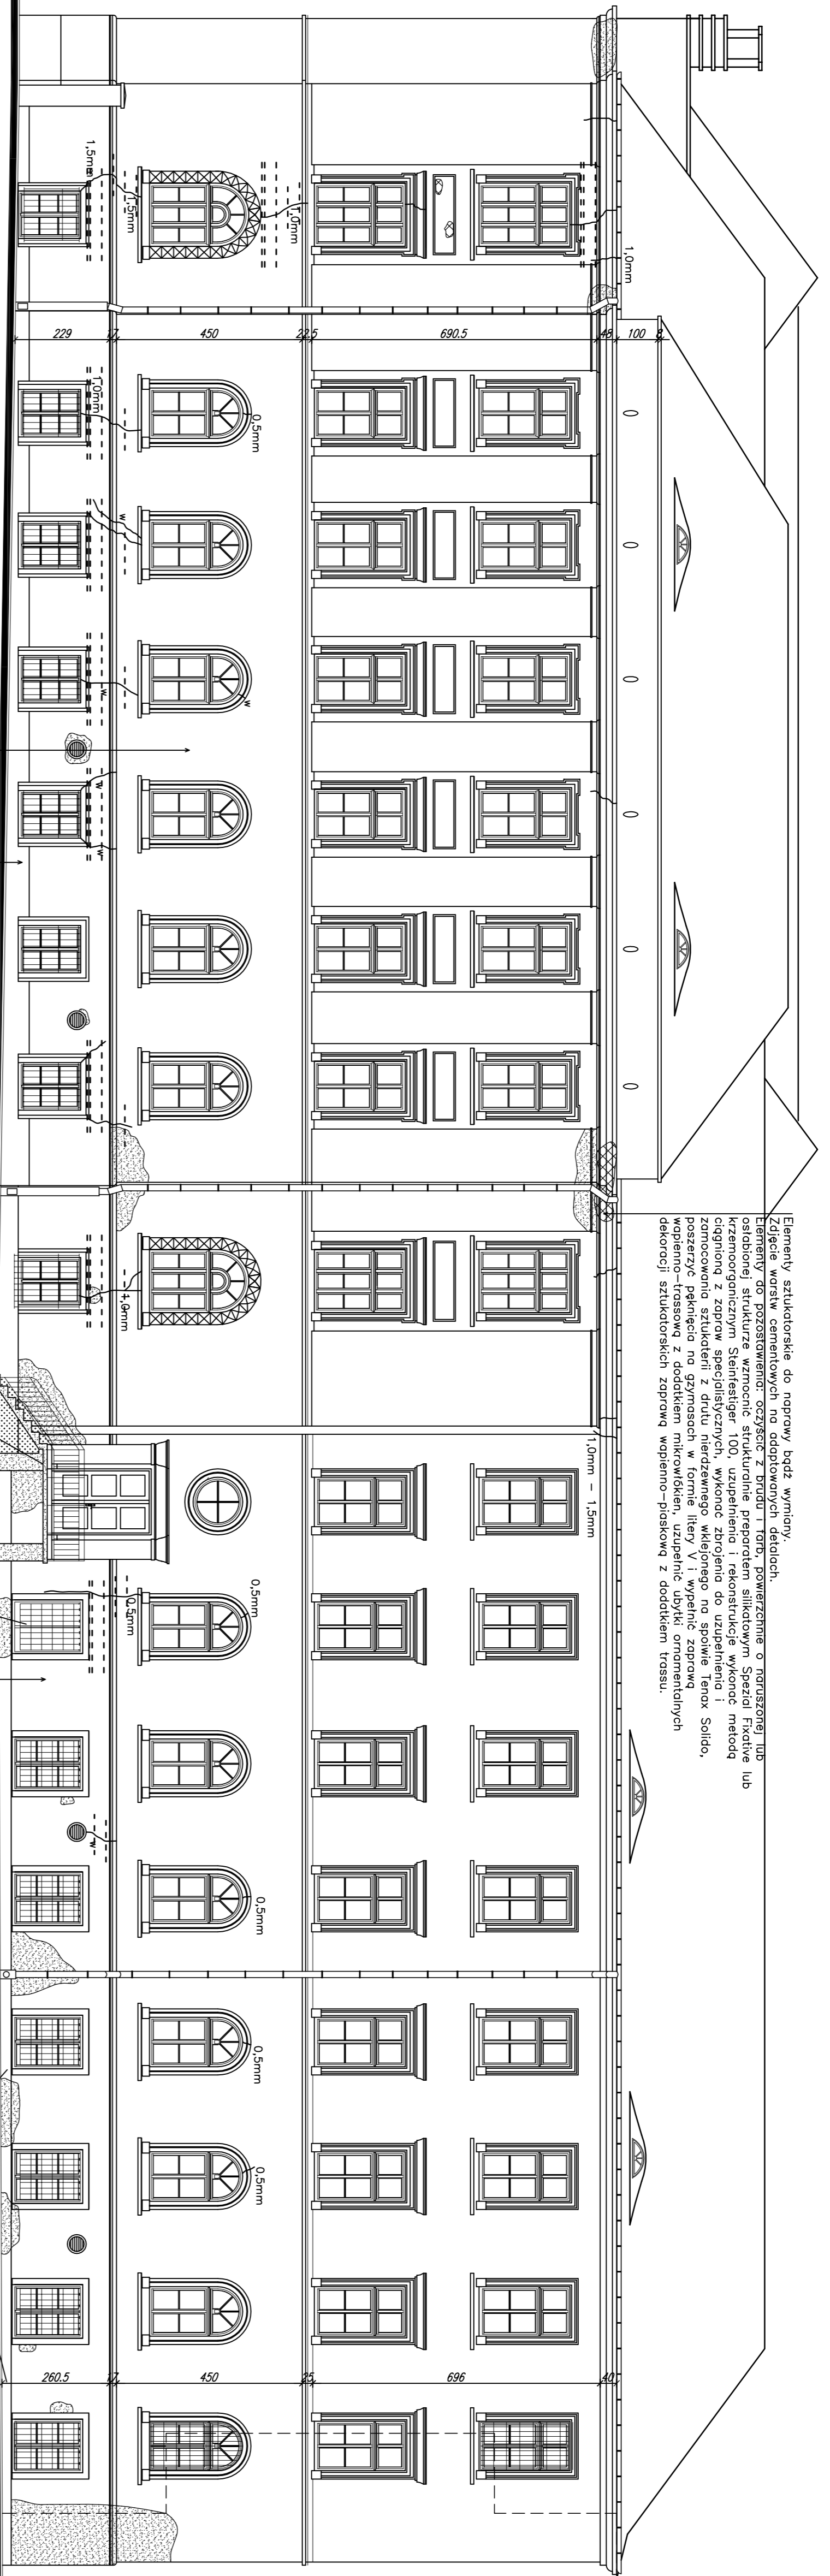 Elementy sztukatorskie do naprawy bądź wymiany.
Zdjęcie warstw cementowych na adaptowanych detalach.
Elementy do pozostawienia: oczyścić z brudu i farb, powierzchnie o naruszonej lub
osłabionej strukturze wzmocnić strukturalnie preparatem silikatowym Spezial Fixative lub
krzemoorganicznym Steinfestiger 100, uzupełnienia i rekonstrukcje wykonać metodą
ciągnioną z zapraw specjalistycznych, wykonać zbrojenia do uzupełnienia i
zamocowania sztukaterii z drutu nierdzewnego wklejonego na spoiwie Tenax Solido,
poszerzyć pęknięcia na gzymsach w formie litery V i wypełnić zaprawą
wapienno-trassową z dodatkiem mikrowłókien, uzupełnić ubytki ornamentalnych
dekoracji sztukatorskich zaprawą wapienno-piaskową z dodatkiem trassu.
1,0mm
1,0mm
1,5mm
1,5mm
8
100
48
690.5
22.5
450
17
229
0,5mm
1,0mm
w
w
w
w
w
1,0mm
1,0mm - 1,5mm
0,5mm
0,5mm
w
0,5mm
0,5mm
0,5mm
40
696
25
450
17
260.5